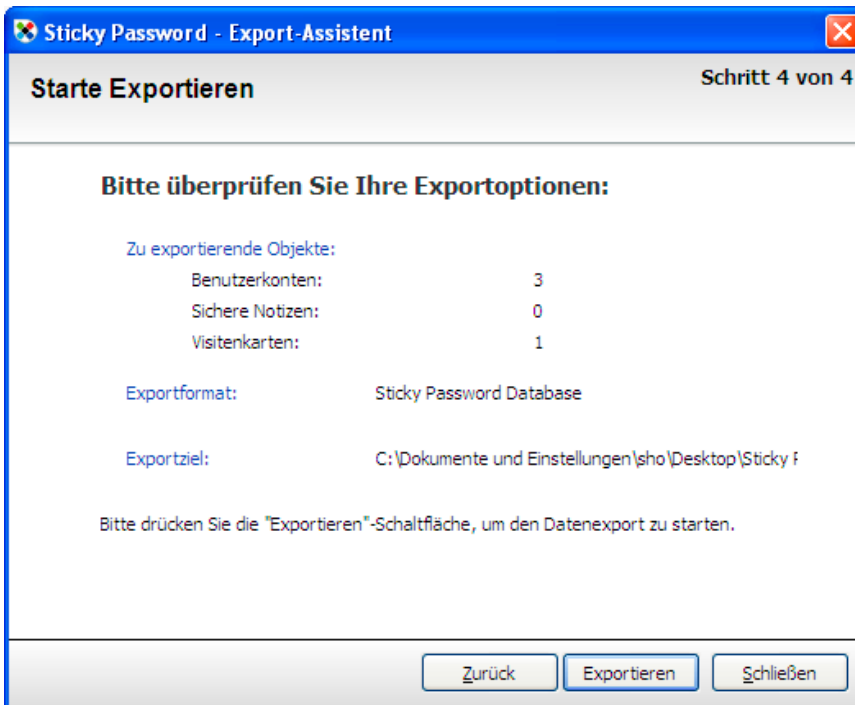 Sticky Password - Export-Assistent
Starte Exportieren
Schritt 4 von 4
Bitte überprüfen Sie Ihre Exportoptionen:
Zu exportierende Objekte:
Benutzerkonten: 3
Sichere Notizen: 0
Visitenkarten: 1
Exportformat: Sticky Password Database
Exportziel: C:\Dokumente und Einstellungen\sho\Desktop\Sticky
Bitte drücken Sie die "Exportieren"-Schaltfläche, um den Datenexport zu starten.
Zurück Exportieren Schließen